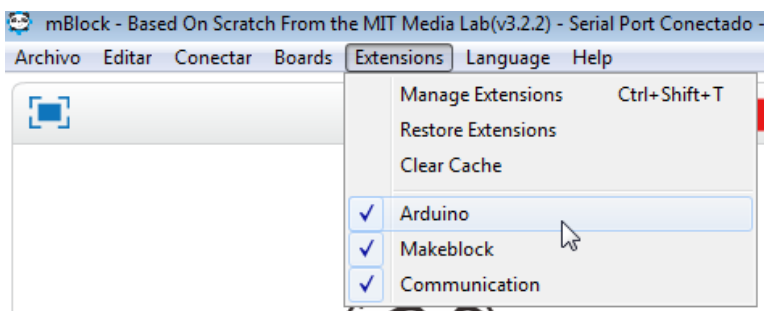 mBlock - Based On Scratch From the MIT Media Lab(v3.2.2) - Serial Port Conectado -
Archivo Editar Conectar Boards Extensions Language Help
Manage Extensions Ctrl+Shift+T
Restore Extensions
Clear Cache
Arduino
Makeblock
Communication